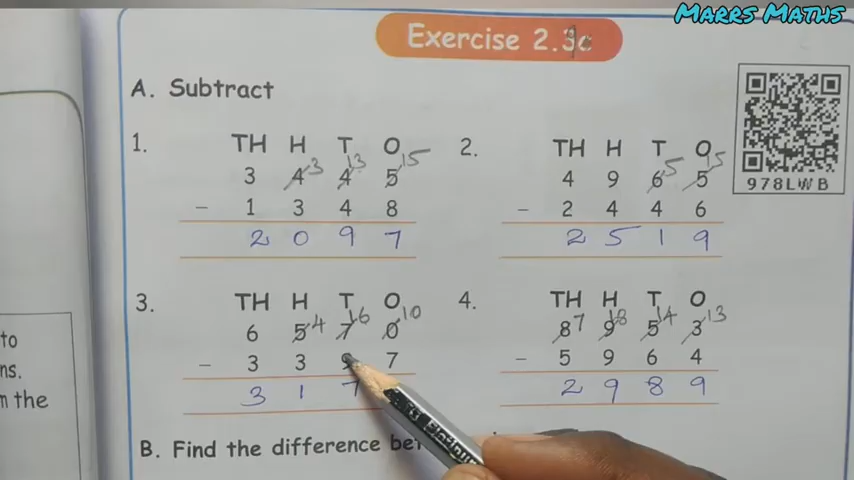 MARRS MATHS
Exercise 2.
A. Subtract
1.
TH H T O
3 13 15
3 4 4 5
− 1 3 4 8
2 0 9 7
2.
TH H T O
5 15
4 9 6 5
− 2 4 4 6
2 5 1 9
978LWB
3.
TH H T O
4 16 10
6 5 7 0
− 3 3 7
3 1 7
4.
TH H T O
7 18 14 13
8 9 5 3
− 5 9 6 4
2 9 8 9
to
ns.
m the
B. Find the difference